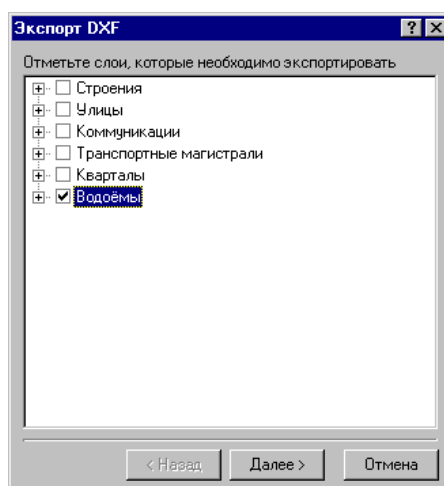 Экспорт DXF
Отметьте слои, которые необходимо экспортировать
Строения
Улицы
Коммуникации
Транспортные магистрали
Кварталы
Водоёмы
< Назад
Далее >
Отмена